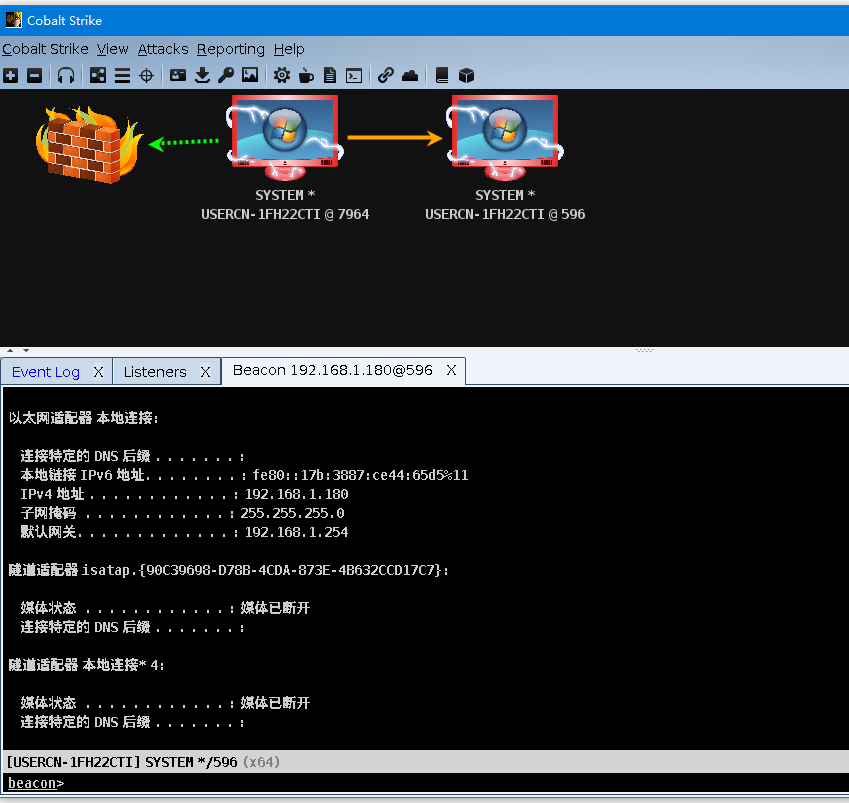 Cobalt Strike
Cobalt Strike View Attacks Reporting Help
SYSTEM *
USERCN-1FH22CTI @ 7964
SYSTEM *
USERCN-1FH22CTI @ 596
Event Log X Listeners X Beacon 192.168.1.180@596 X
以太网适配器 本地连接:
连接特定的 DNS 后缀 . . . . . . . :
本地链接 IPv6 地址. . . . . . . . : fe80::17b:3887:ce44:65d5%11
IPv4 地址 . . . . . . . . . . . . : 192.168.1.180
子网掩码 . . . . . . . . . . . . : 255.255.255.0
默认网关. . . . . . . . . . . . . : 192.168.1.254
隧道适配器 isatap.{90C39698-D78B-4CDA-873E-4B632CCD17C7}:
媒体状态 . . . . . . . . . . . . : 媒体已断开
连接特定的 DNS 后缀 . . . . . . . :
隧道适配器 本地连接* 4:
媒体状态 . . . . . . . . . . . . : 媒体已断开
连接特定的 DNS 后缀 . . . . . . . :
[USERCN-1FH22CTI] SYSTEM */596 (x64)
beacon>